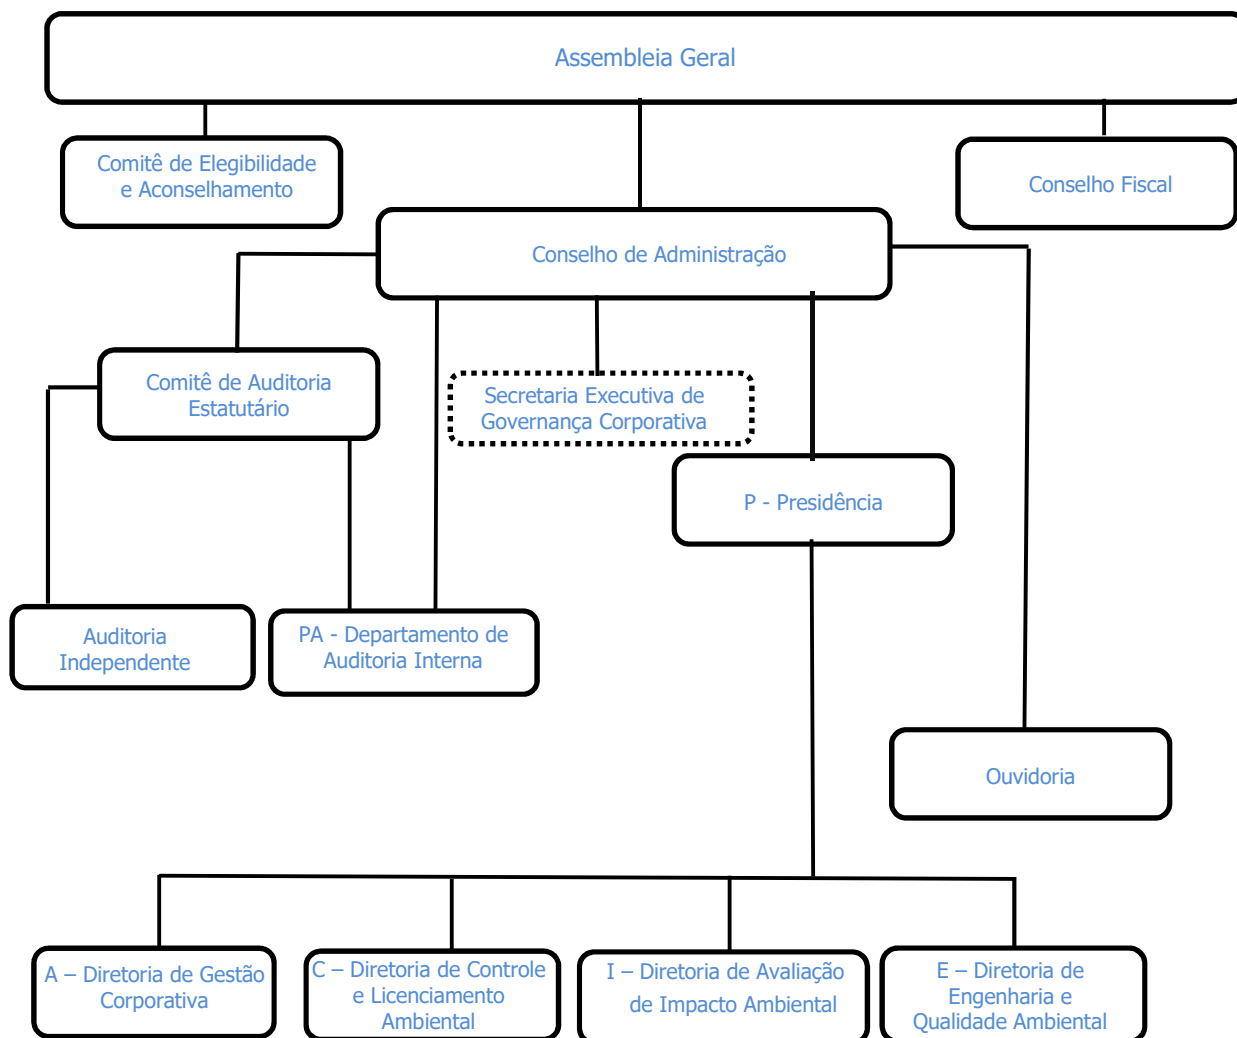 Assembleia Geral
Comitê de Elegibilidade
e Aconselhamento
Conselho Fiscal
Conselho de Administração
Comitê de Auditoria
Estatutário
Secretaria Executiva de
Governança Corporativa
P - Presidência
Auditoria
Independente
PA - Departamento de
Auditoria Interna
Ouvidoria
A – Diretoria de Gestão
Corporativa
C – Diretoria de Controle
e Licenciamento
Ambiental
I – Diretoria de Avaliação
de Impacto Ambiental
E – Diretoria de
Engenharia e
Qualidade Ambiental